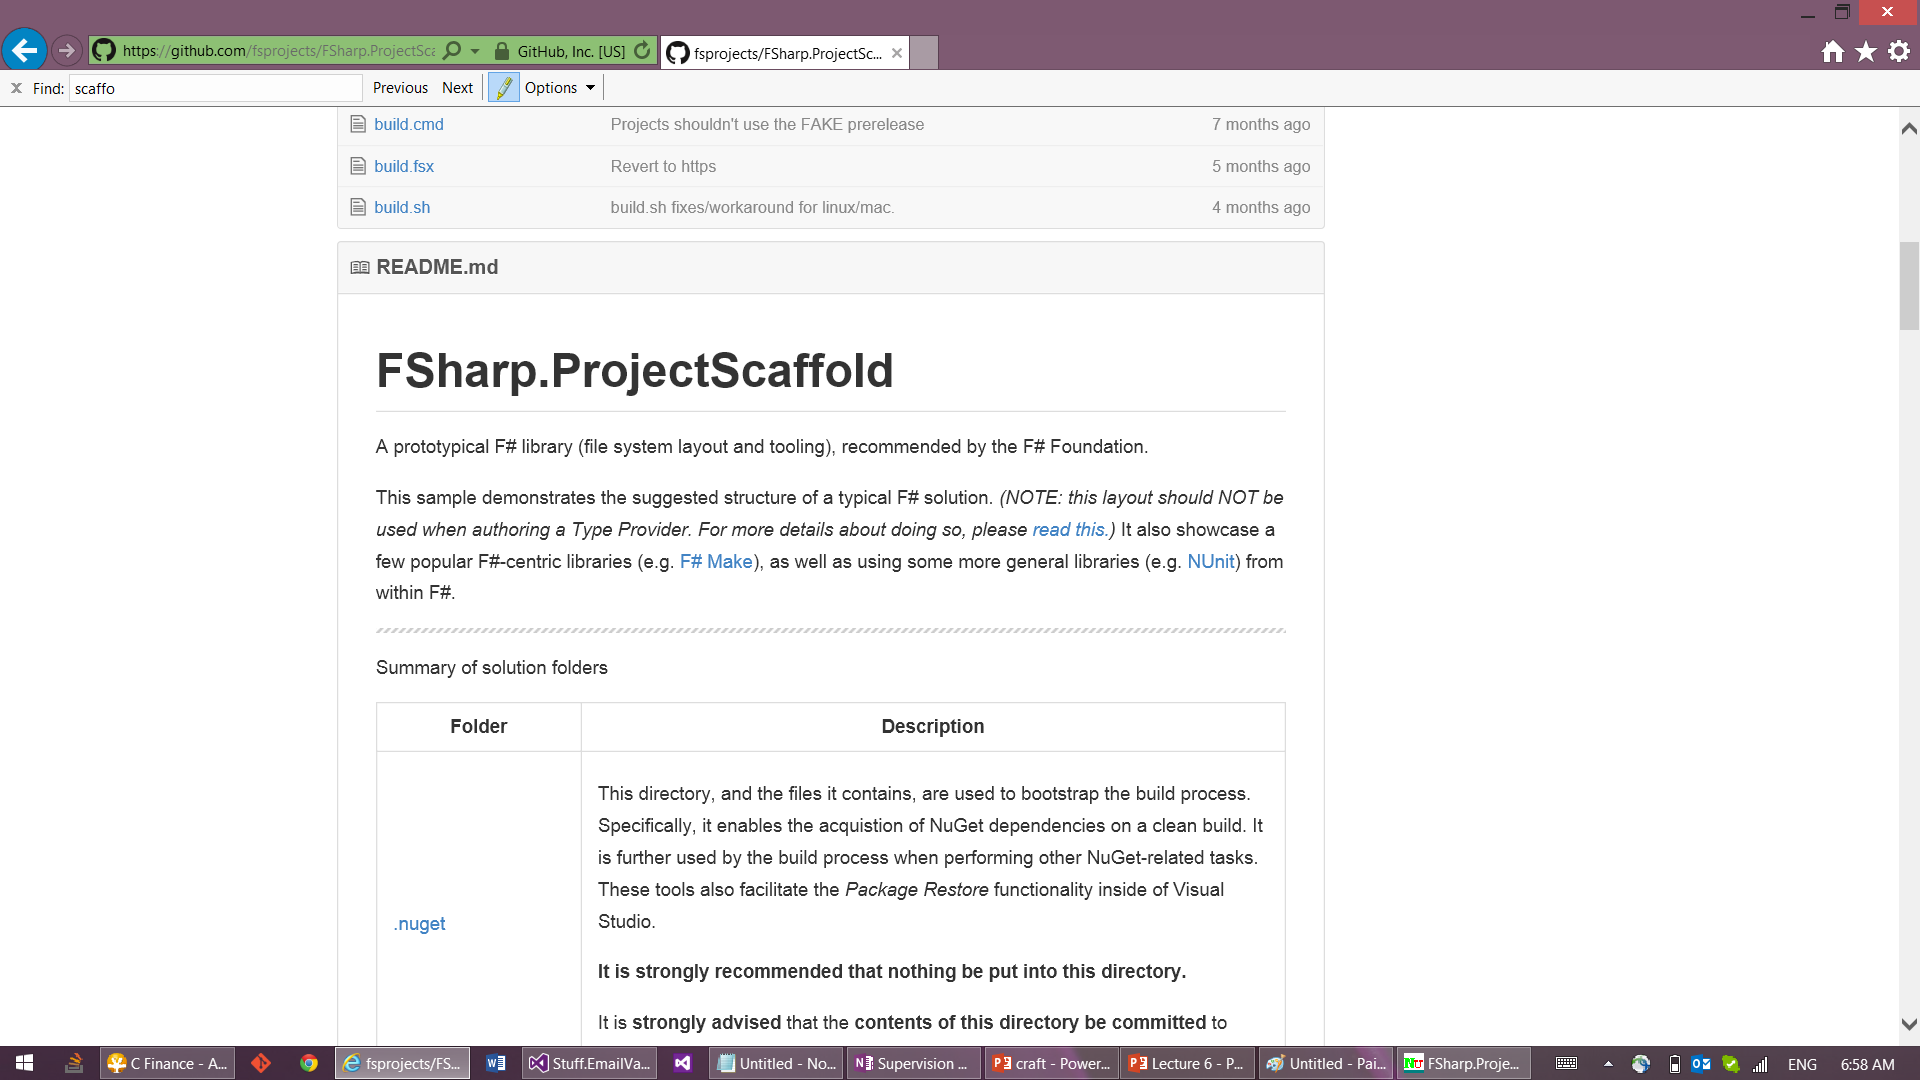 https://github.com/fsprojects/FSharp.ProjectSca GitHub, Inc. [US] fsprojects/FSharp.ProjectSc...
Find: scaffo Previous Next Options
build.cmd Projects shouldn't use the FAKE prerelease 7 months ago
build.fsx Revert to https 5 months ago
build.sh build.sh fixes/workaround for linux/mac. 4 months ago
README.md
FSharp.ProjectScaffold
A prototypical F# library (file system layout and tooling), recommended by the F# Foundation.
This sample demonstrates the suggested structure of a typical F# solution. (NOTE: this layout should NOT be
used when authoring a Type Provider. For more details about doing so, please read this.) It also showcase a
few popular F#-centric libraries (e.g. F# Make), as well as using some more general libraries (e.g. NUnit) from
within F#.
Summary of solution folders
Folder Description
This directory, and the files it contains, are used to bootstrap the build process.
Specifically, it enables the acquistion of NuGet dependencies on a clean build. It
is further used by the build process when performing other NuGet-related tasks.
These tools also facilitate the Package Restore functionality inside of Visual
Studio.
.nuget
It is strongly recommended that nothing be put into this directory.
It is strongly advised that the contents of this directory be committed to
C Finance - A... fsprojects/FS... Stuff.EmailVa... Untitled - No... Supervision ... craft - Power... Lecture 6 - P... Untitled - Pai... FSharp.Proje... ENG 6:58 AM